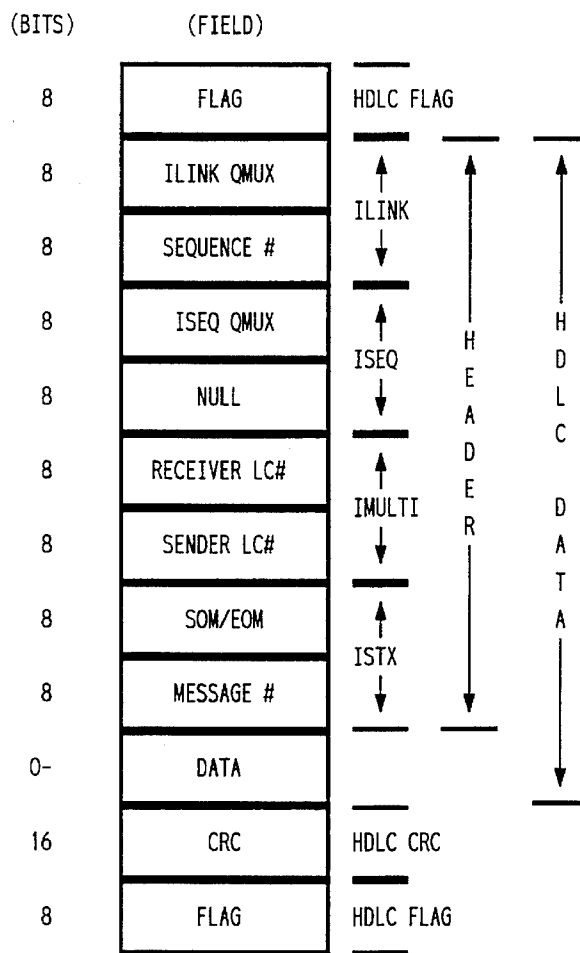 (BITS) (FIELD)
8 FLAG HDLC FLAG
8 ILINK QMUX
ILINK
8 SEQUENCE #
8 ISEQ QMUX
ISEQ
8 NULL
8 RECEIVER LC#
IMULTI
8 SENDER LC#
8 SOM/EOM
ISTX
8 MESSAGE #
0- DATA
16 CRC HDLC CRC
8 FLAG HDLC FLAG
HEADER
HDLC DATA